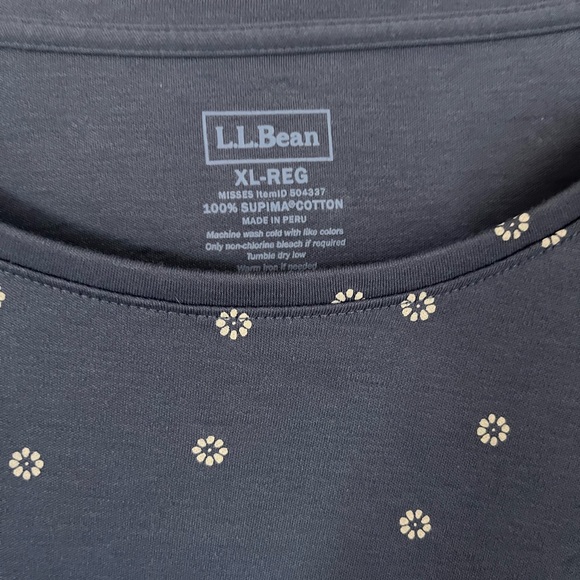 L.L.Bean
XL-REG
MISSES ItemID 504337
100% SUPIMA® COTTON
MADE IN PERU
Machine wash cold with like colors
Only non-chlorine bleach if required
Tumble dry low
Warm iron if needed